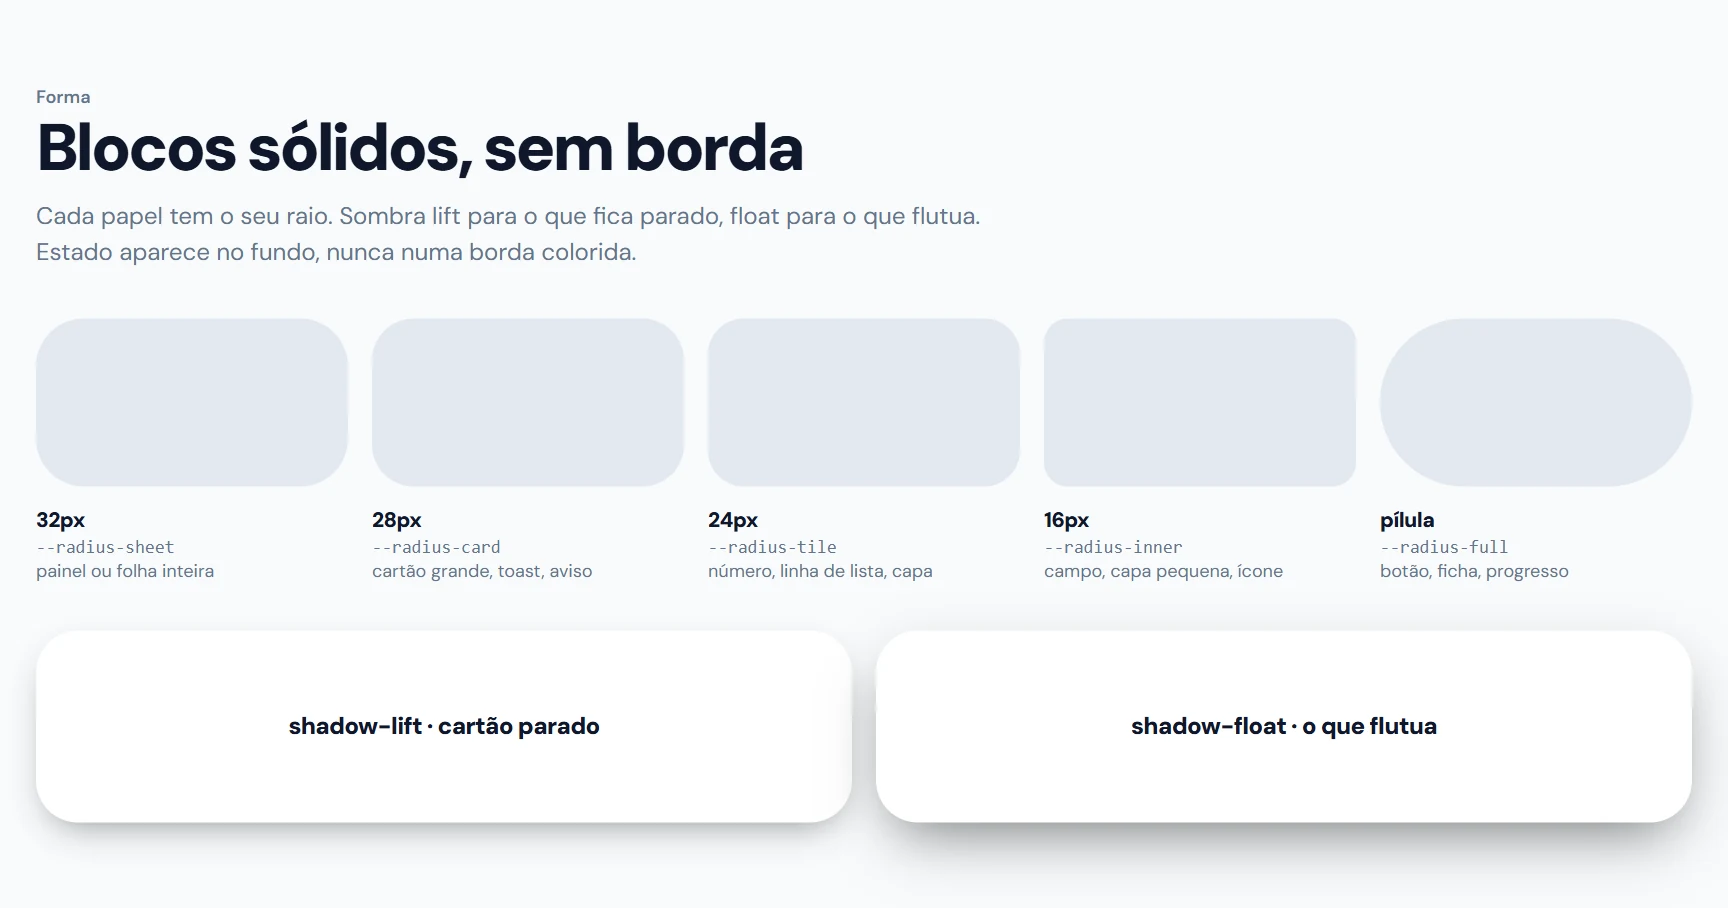 Forma
Blocos sólidos, sem borda
Cada papel tem o seu raio. Sombra lift para o que fica parado, float para o que flutua.
Estado aparece no fundo, nunca numa borda colorida.
32px
--radius-sheet
painel ou folha inteira
28px
--radius-card
cartão grande, toast, aviso
24px
--radius-tile
número, linha de lista, capa
16px
--radius-inner
campo, capa pequena, ícone
pílula
--radius-full
botão, ficha, progresso
shadow-lift · cartão parado
shadow-float · o que flutua